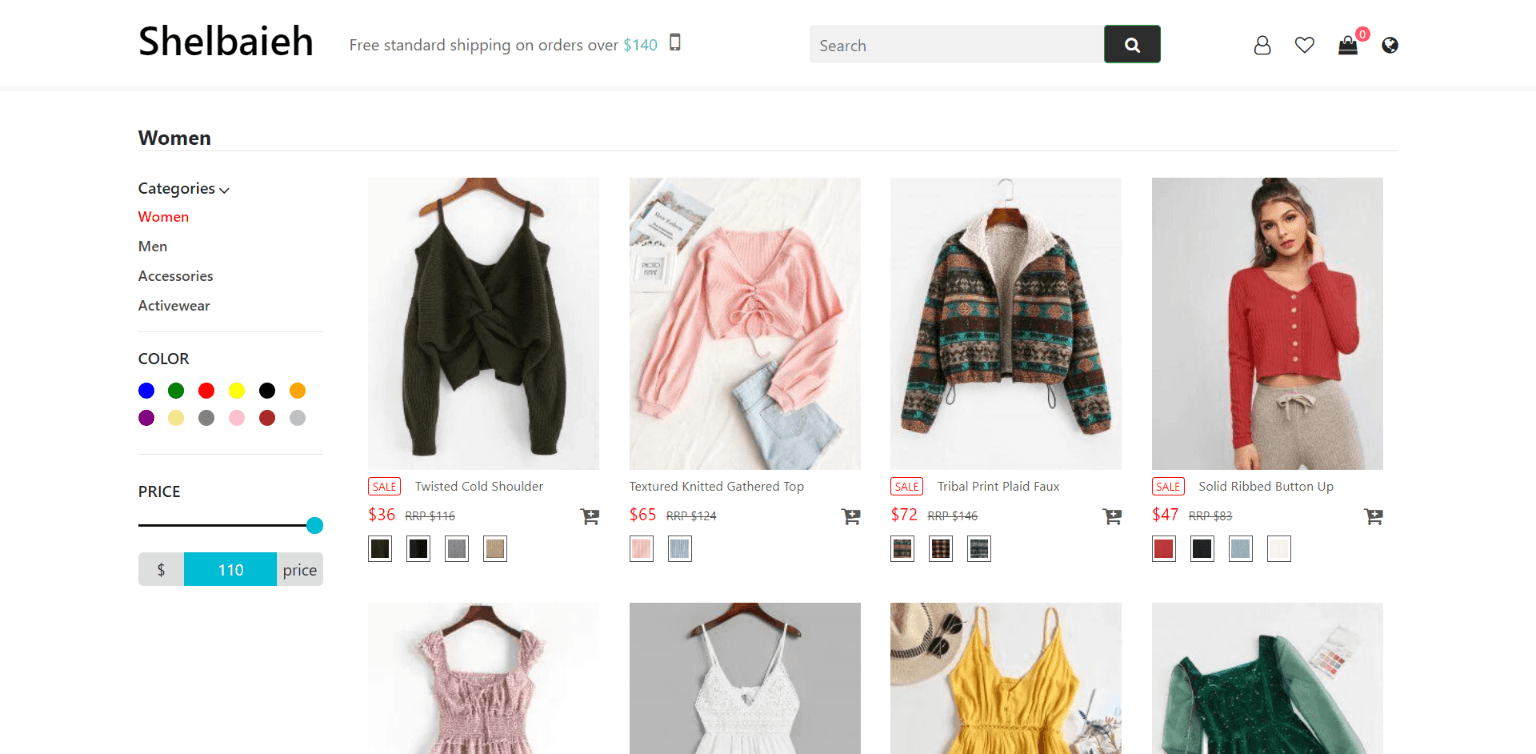 Shelbaieh
Free standard shipping on orders over $140
Search
0
Women
Categories
Women
Men
Accessories
Activewear
COLOR
PRICE
$ 110 price
SALE Twisted Cold Shoulder
$36 RRP $116
Textured Knitted Gathered Top
$65 RRP $124
SALE Tribal Print Plaid Faux
$72 RRP $146
SALE Solid Ribbed Button Up
$47 RRP $83
PHOTO